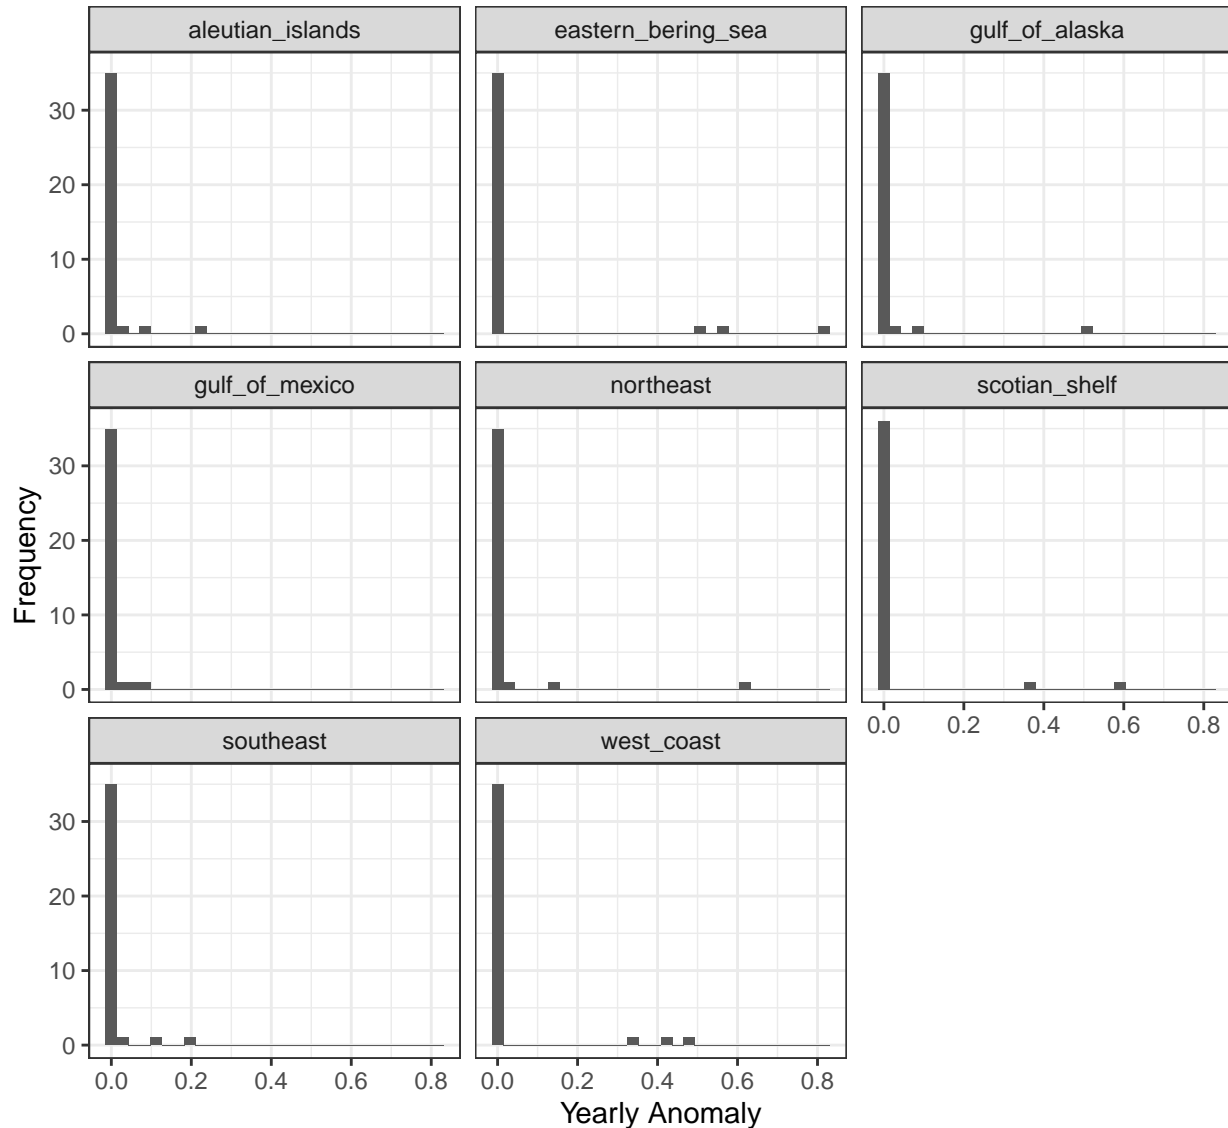 aleutian_islands
eastern_bering_sea
gulf_of_alaska
30
20
10
0
gulf_of_mexico
northeast
scotian_shelf
30
20
10
0
0.0 0.2 0.4 0.6 0.8
southeast
west_coast
30
20
10
0
0.0 0.2 0.4 0.6 0.8
0.0 0.2 0.4 0.6 0.8
Frequency
Yearly Anomaly